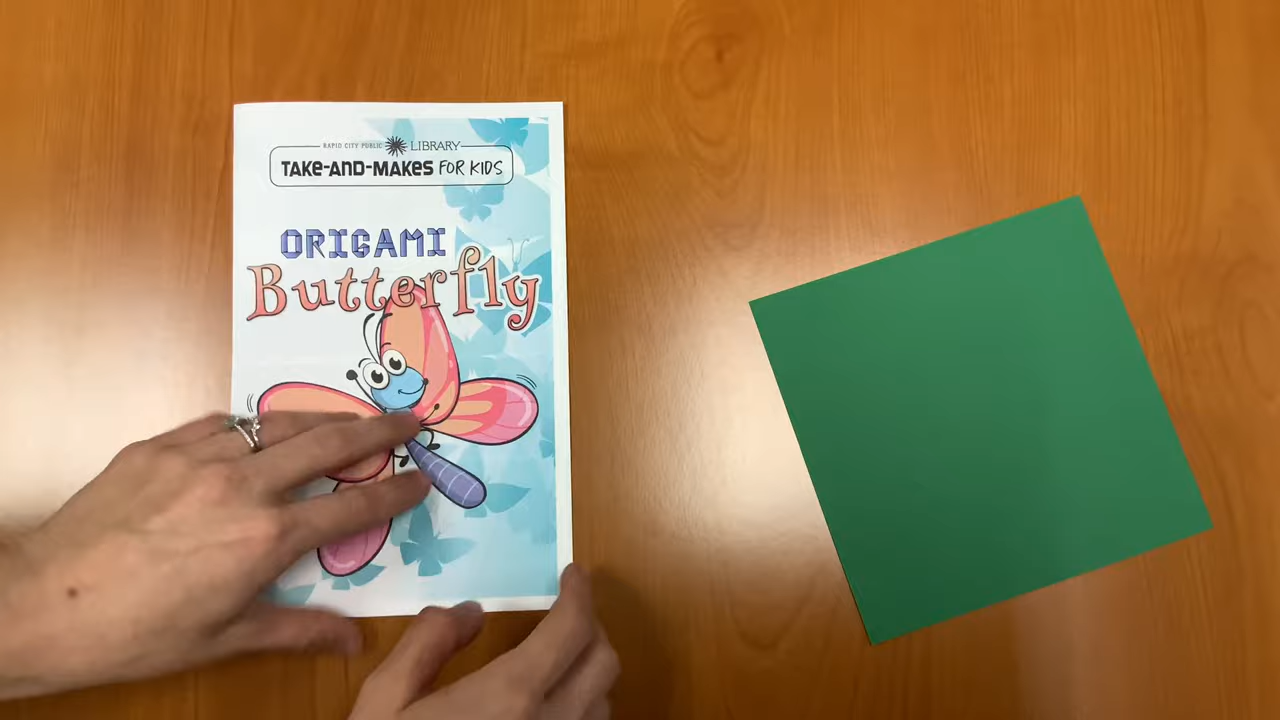 RAPID CITY PUBLIC LIBRARY
TAKE-AND-MAKES FOR KIDS
ORIGAMI
Butterfly